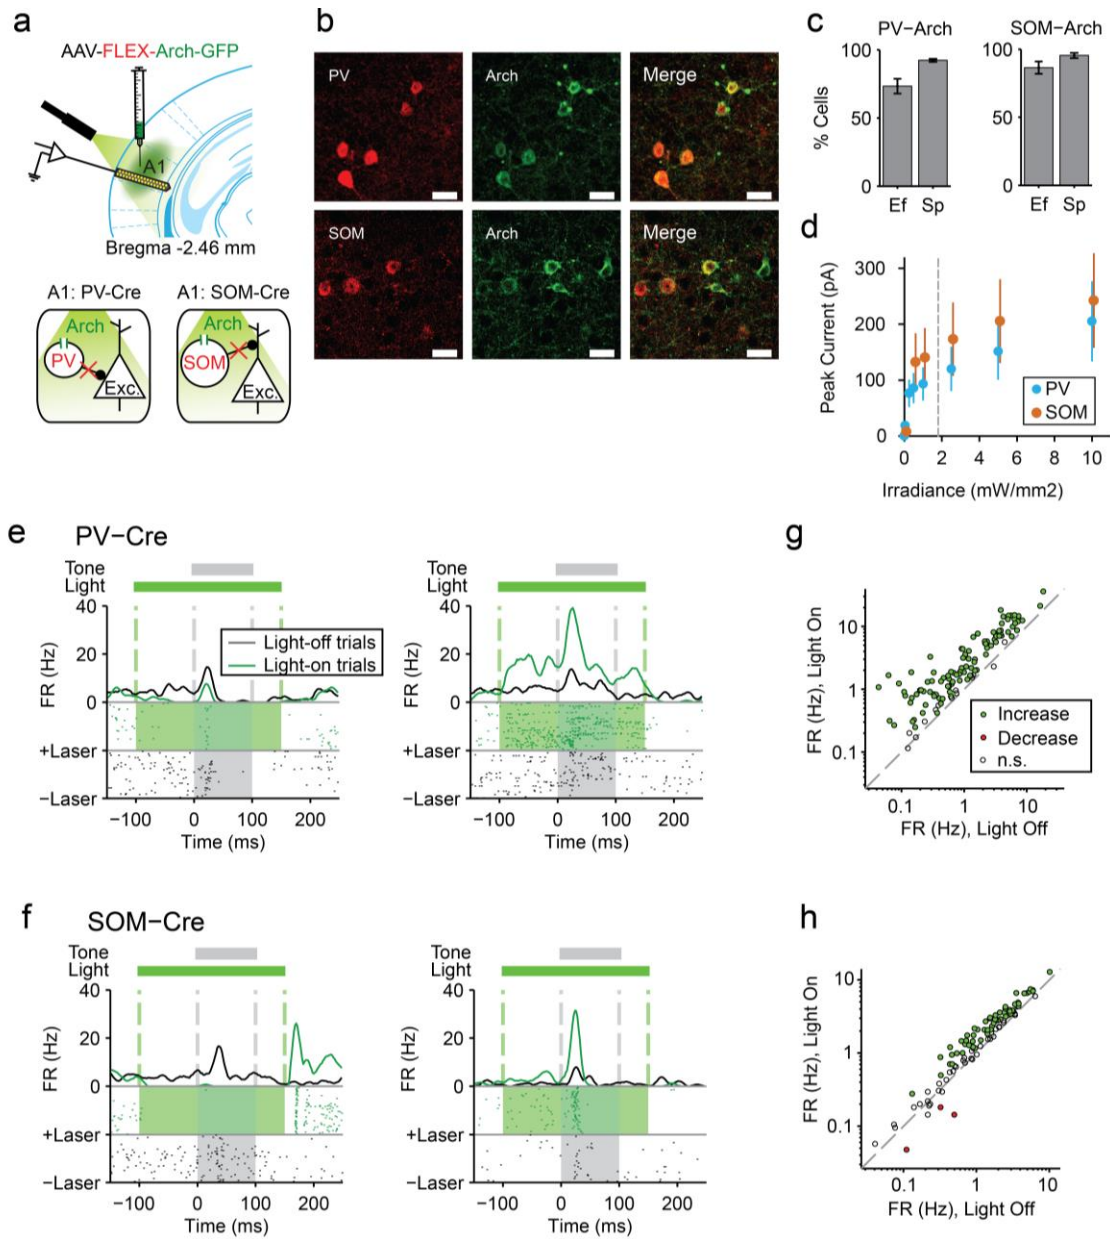 a
AAV-FLEX-Arch-GFP
A1
Bregma -2.46 mm
A1: PV-Cre
A1: SOM-Cre
Arch
PV
Exc.
Arch
SOM
Exc.
b
PV
Arch
Merge
SOM
Arch
Merge
c
PV−Arch
SOM−Arch
% Cells
100
50
0
Ef
Sp
100
50
0
Ef
Sp
d
Peak Current (pA)
300
200
100
0
PV
SOM
0 2 4 6 8 10
Irradiance (mW/mm2)
e
PV−Cre
Tone
Light
40
20
0
FR (Hz)
Light-off trials
Light-on trials
+Laser
−Laser
−100 0 100 200
Time (ms)
Tone
Light
40
20
0
FR (Hz)
+Laser
−Laser
−100 0 100 200
Time (ms)
g
FR (Hz), Light On
10
1
0.1
Increase
Decrease
n.s.
0.1 1 10
FR (Hz), Light Off
f
SOM−Cre
Tone
Light
40
20
0
FR (Hz)
+Laser
−Laser
−100 0 100 200
Time (ms)
Tone
Light
40
20
0
FR (Hz)
+Laser
−Laser
−100 0 100 200
Time (ms)
h
FR (Hz), Light On
10
1
0.1
0.1 1 10
FR (Hz), Light Off